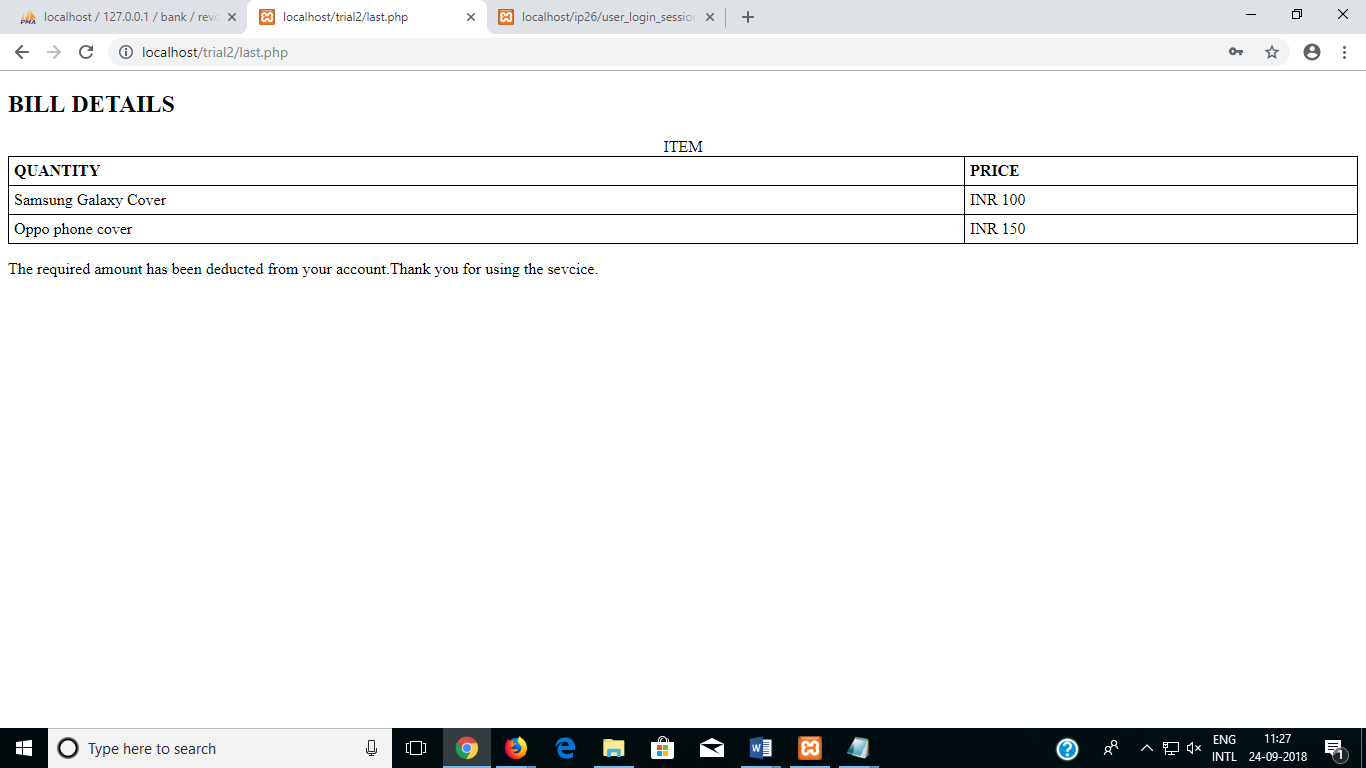 localhost / 127.0.0.1 / bank / revo
localhost/trial2/last.php
localhost/ip26/user_login_session
localhost/trial2/last.php
BILL DETAILS
ITEM
QUANTITY PRICE
Samsung Galaxy Cover INR 100
Oppo phone cover INR 150
The required amount has been deducted from your account.Thank you for using the sevcice.
Type here to search
ENG
INTL
11:27
24-09-2018
1